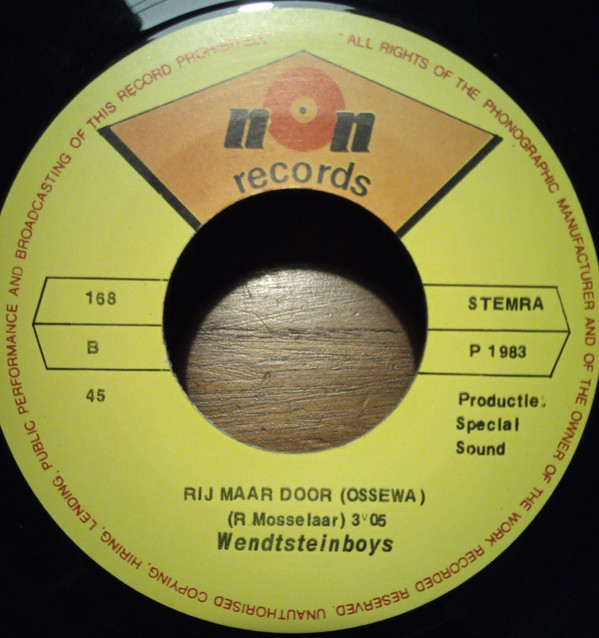 "ALL RIGHTS OF THE PHONOGRAPHIC MANUFACTURER AND OF THE OWNER OF THE WORK RECORDED RESERVED. UNAUTHORISED COPYING, HIRING, LENDING, PUBLIC PERFORMANCE AND BROADCASTING OF THIS RECORD PROHIBITED."
non
records
168
STEMRA
B
P 1983
45
Productie:
Special
Sound
RIJ MAAR DOOR (OSSEWA)
(R Mosselaar) 3'05
Wendtsteinboys